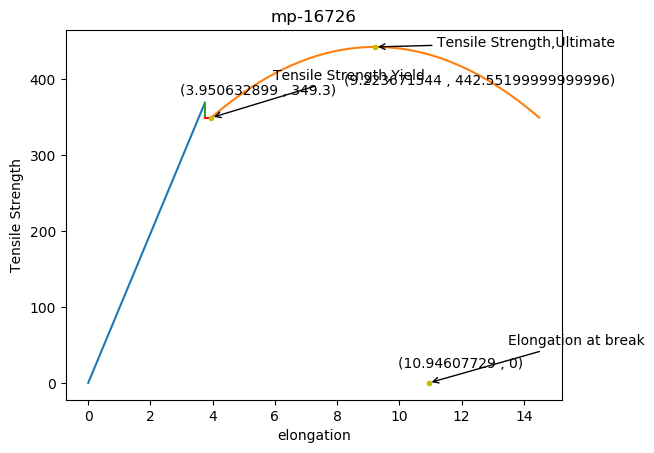 mp-16726
Tensile Strength,Ultimate
Tensile Strength,Yield
(9.223671544 , 442.55199999999996)
(3.950632899 , 349.3)
400
300
200
100
0
Tensile Strength
Elongation at break
(10.94607729 , 0)
0 2 4 6 8 10 12 14
elongation